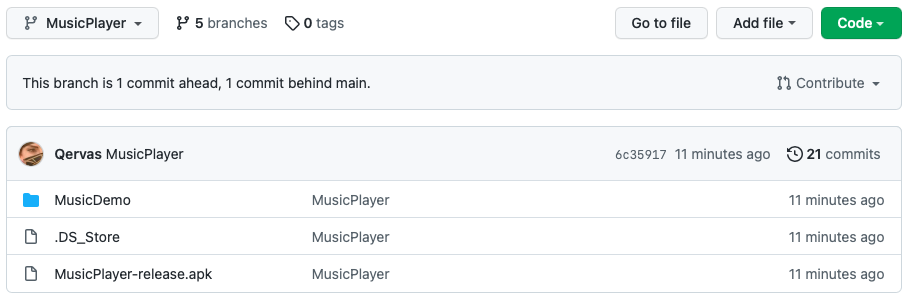 MusicPlayer 5 branches 0 tags Go to file Add file Code
This branch is 1 commit ahead, 1 commit behind main. Contribute
Qervas MusicPlayer 6c35917 11 minutes ago 21 commits
MusicDemo MusicPlayer 11 minutes ago
.DS_Store MusicPlayer 11 minutes ago
MusicPlayer-release.apk MusicPlayer 11 minutes ago